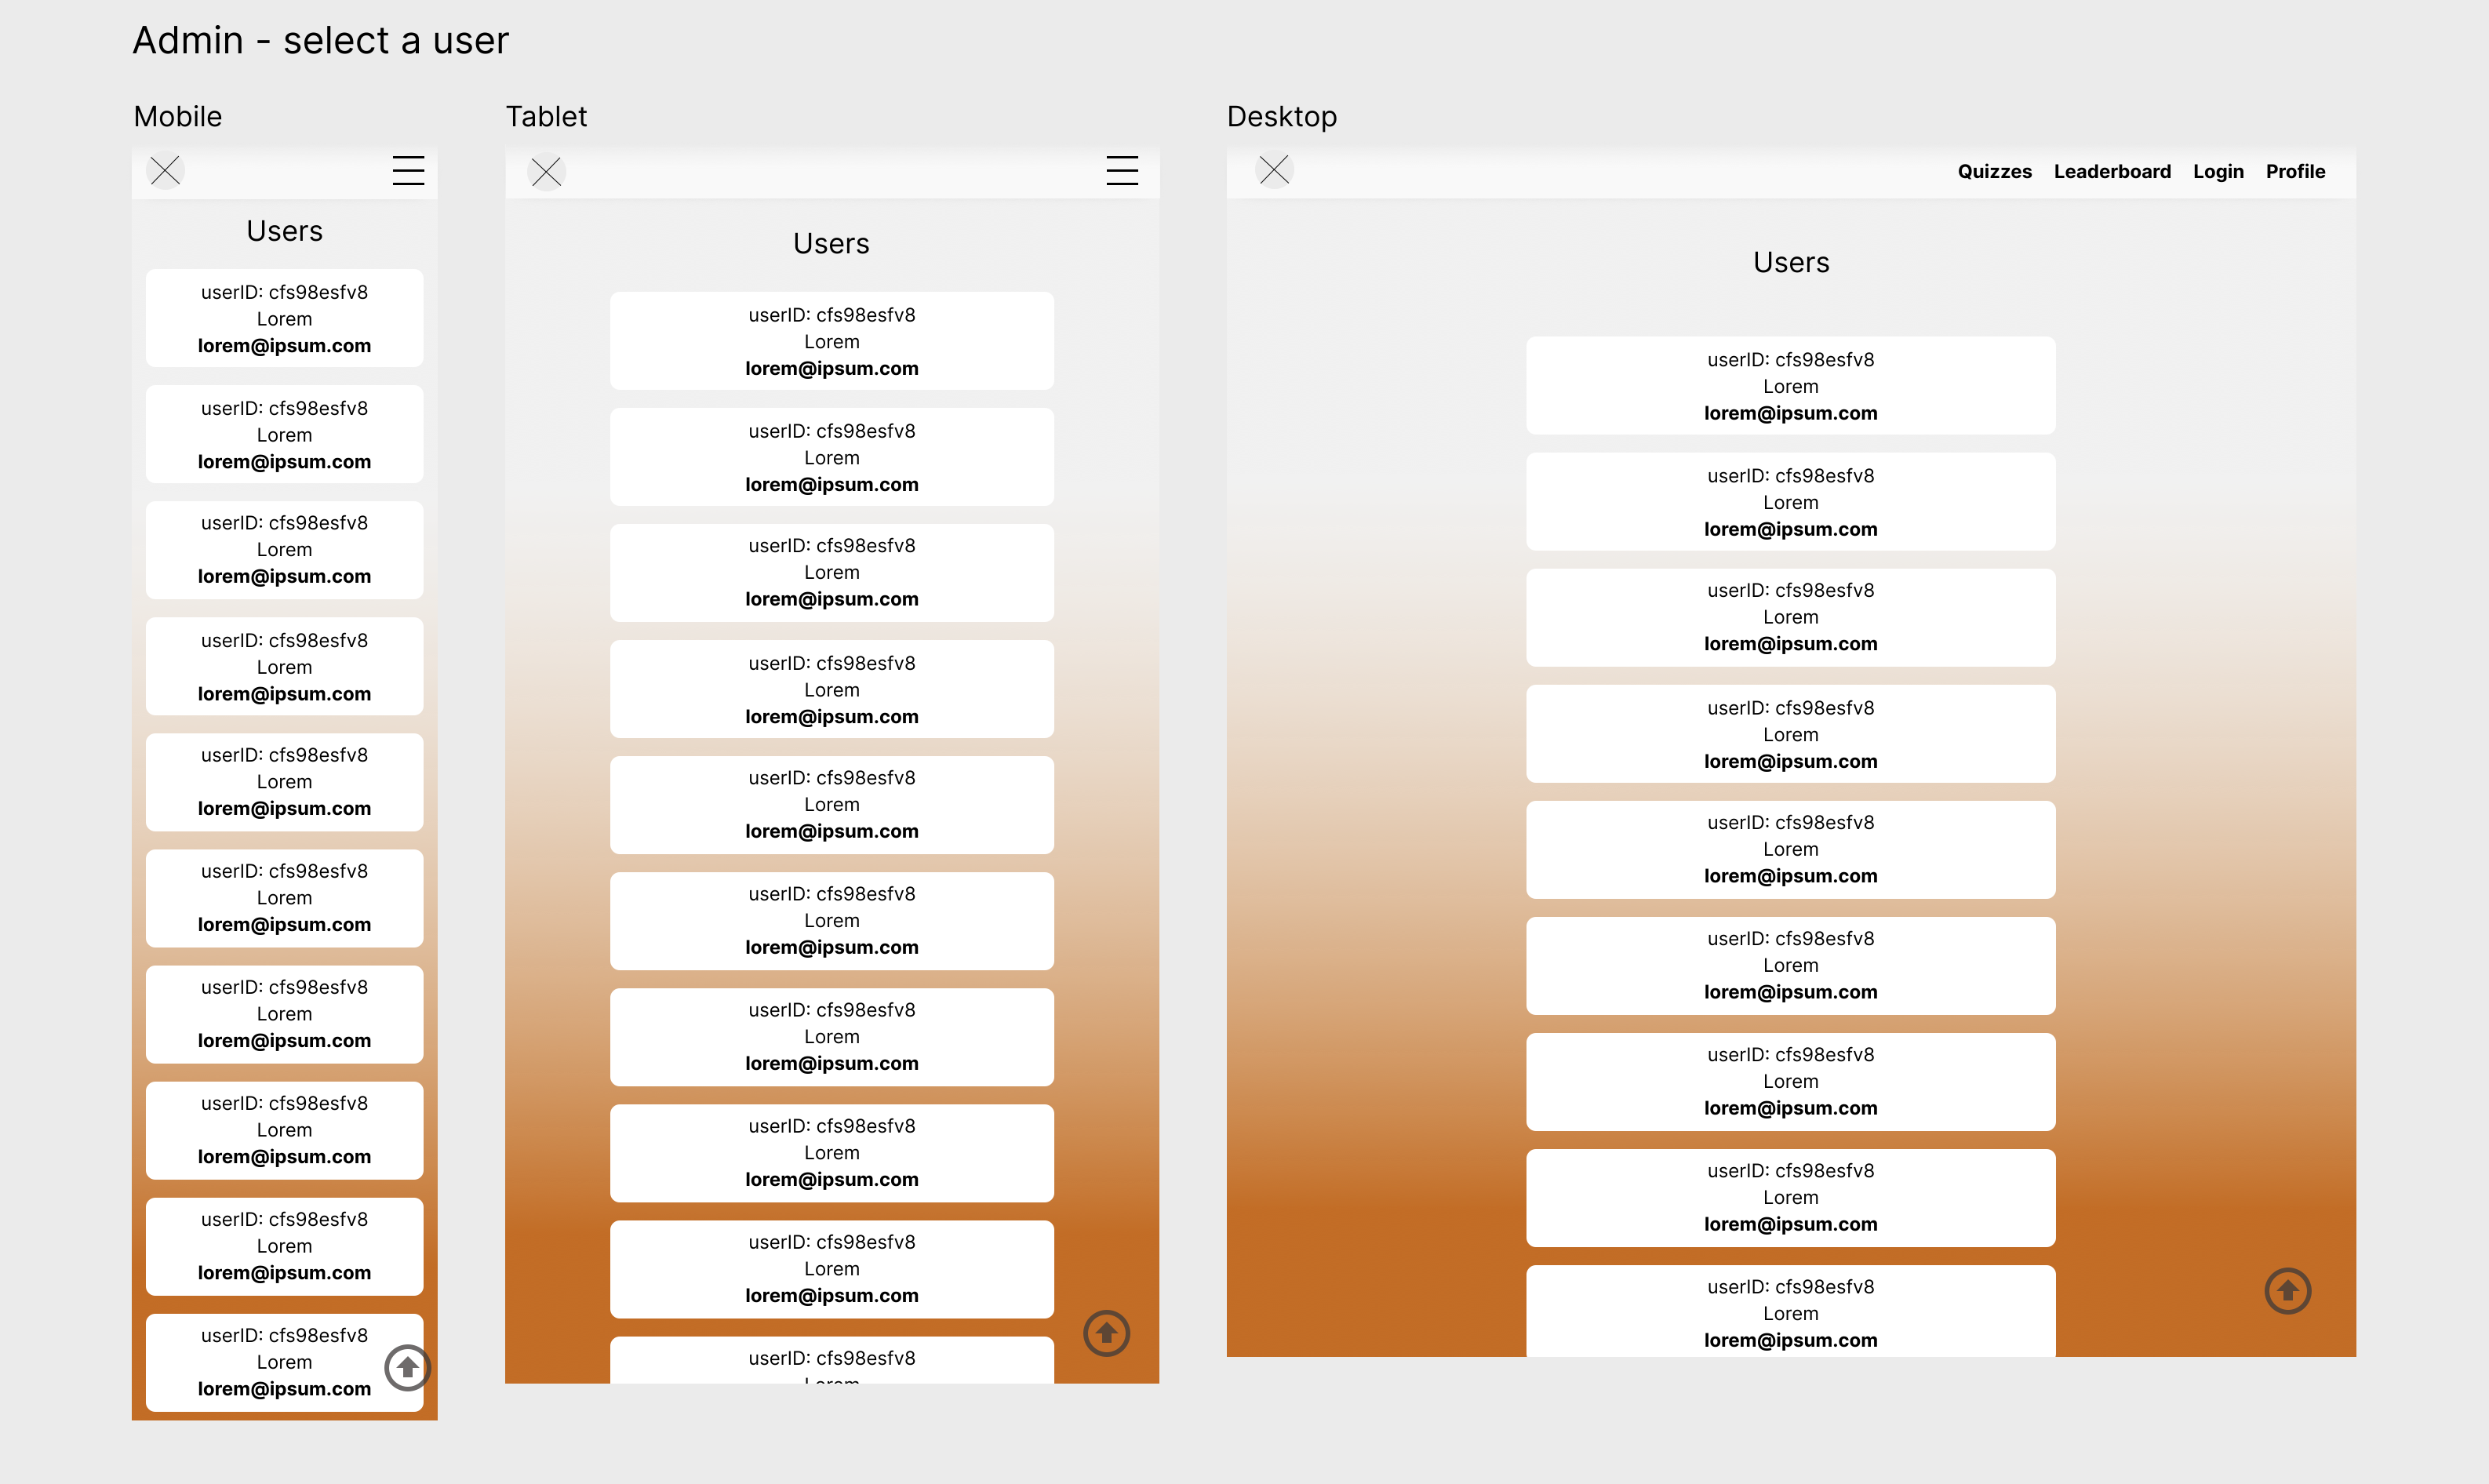 Admin - select a user
Mobile
Users
userID: cfs98esfv8
Lorem
lorem@ipsum.com
userID: cfs98esfv8
Lorem
lorem@ipsum.com
userID: cfs98esfv8
Lorem
lorem@ipsum.com
userID: cfs98esfv8
Lorem
lorem@ipsum.com
userID: cfs98esfv8
Lorem
lorem@ipsum.com
userID: cfs98esfv8
Lorem
lorem@ipsum.com
userID: cfs98esfv8
Lorem
lorem@ipsum.com
userID: cfs98esfv8
Lorem
lorem@ipsum.com
userID: cfs98esfv8
Lorem
lorem@ipsum.com
userID: cfs98esfv8
Lorem
lorem@ipsum.com
Tablet
Users
userID: cfs98esfv8
Lorem
lorem@ipsum.com
userID: cfs98esfv8
Lorem
lorem@ipsum.com
userID: cfs98esfv8
Lorem
lorem@ipsum.com
userID: cfs98esfv8
Lorem
lorem@ipsum.com
userID: cfs98esfv8
Lorem
lorem@ipsum.com
userID: cfs98esfv8
Lorem
lorem@ipsum.com
userID: cfs98esfv8
Lorem
lorem@ipsum.com
userID: cfs98esfv8
Lorem
lorem@ipsum.com
userID: cfs98esfv8
Lorem
lorem@ipsum.com
userID: cfs98esfv8
Lorem
Desktop
Quizzes Leaderboard Login Profile
Users
userID: cfs98esfv8
Lorem
lorem@ipsum.com
userID: cfs98esfv8
Lorem
lorem@ipsum.com
userID: cfs98esfv8
Lorem
lorem@ipsum.com
userID: cfs98esfv8
Lorem
lorem@ipsum.com
userID: cfs98esfv8
Lorem
lorem@ipsum.com
userID: cfs98esfv8
Lorem
lorem@ipsum.com
userID: cfs98esfv8
Lorem
lorem@ipsum.com
userID: cfs98esfv8
Lorem
lorem@ipsum.com
userID: cfs98esfv8
Lorem
lorem@ipsum.com